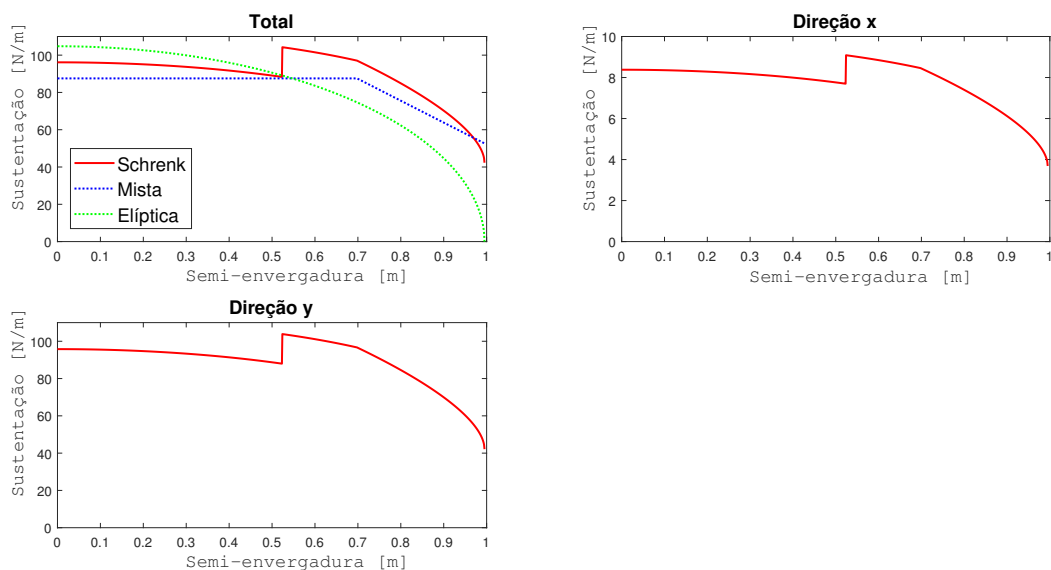 Total
Sustentação [N/m]
100
80
60
40
20
0
Schrenk
Mista
Elíptica
0 0.1 0.2 0.3 0.4 0.5 0.6 0.7 0.8 0.9 1
Semi-envergadura [m]
Direção x
Sustentação [N/m]
10
8
6
4
2
0
0 0.1 0.2 0.3 0.4 0.5 0.6 0.7 0.8 0.9 1
Semi-envergadura [m]
Direção y
Sustentação [N/m]
100
80
60
40
20
0
0 0.1 0.2 0.3 0.4 0.5 0.6 0.7 0.8 0.9 1
Semi-envergadura [m]